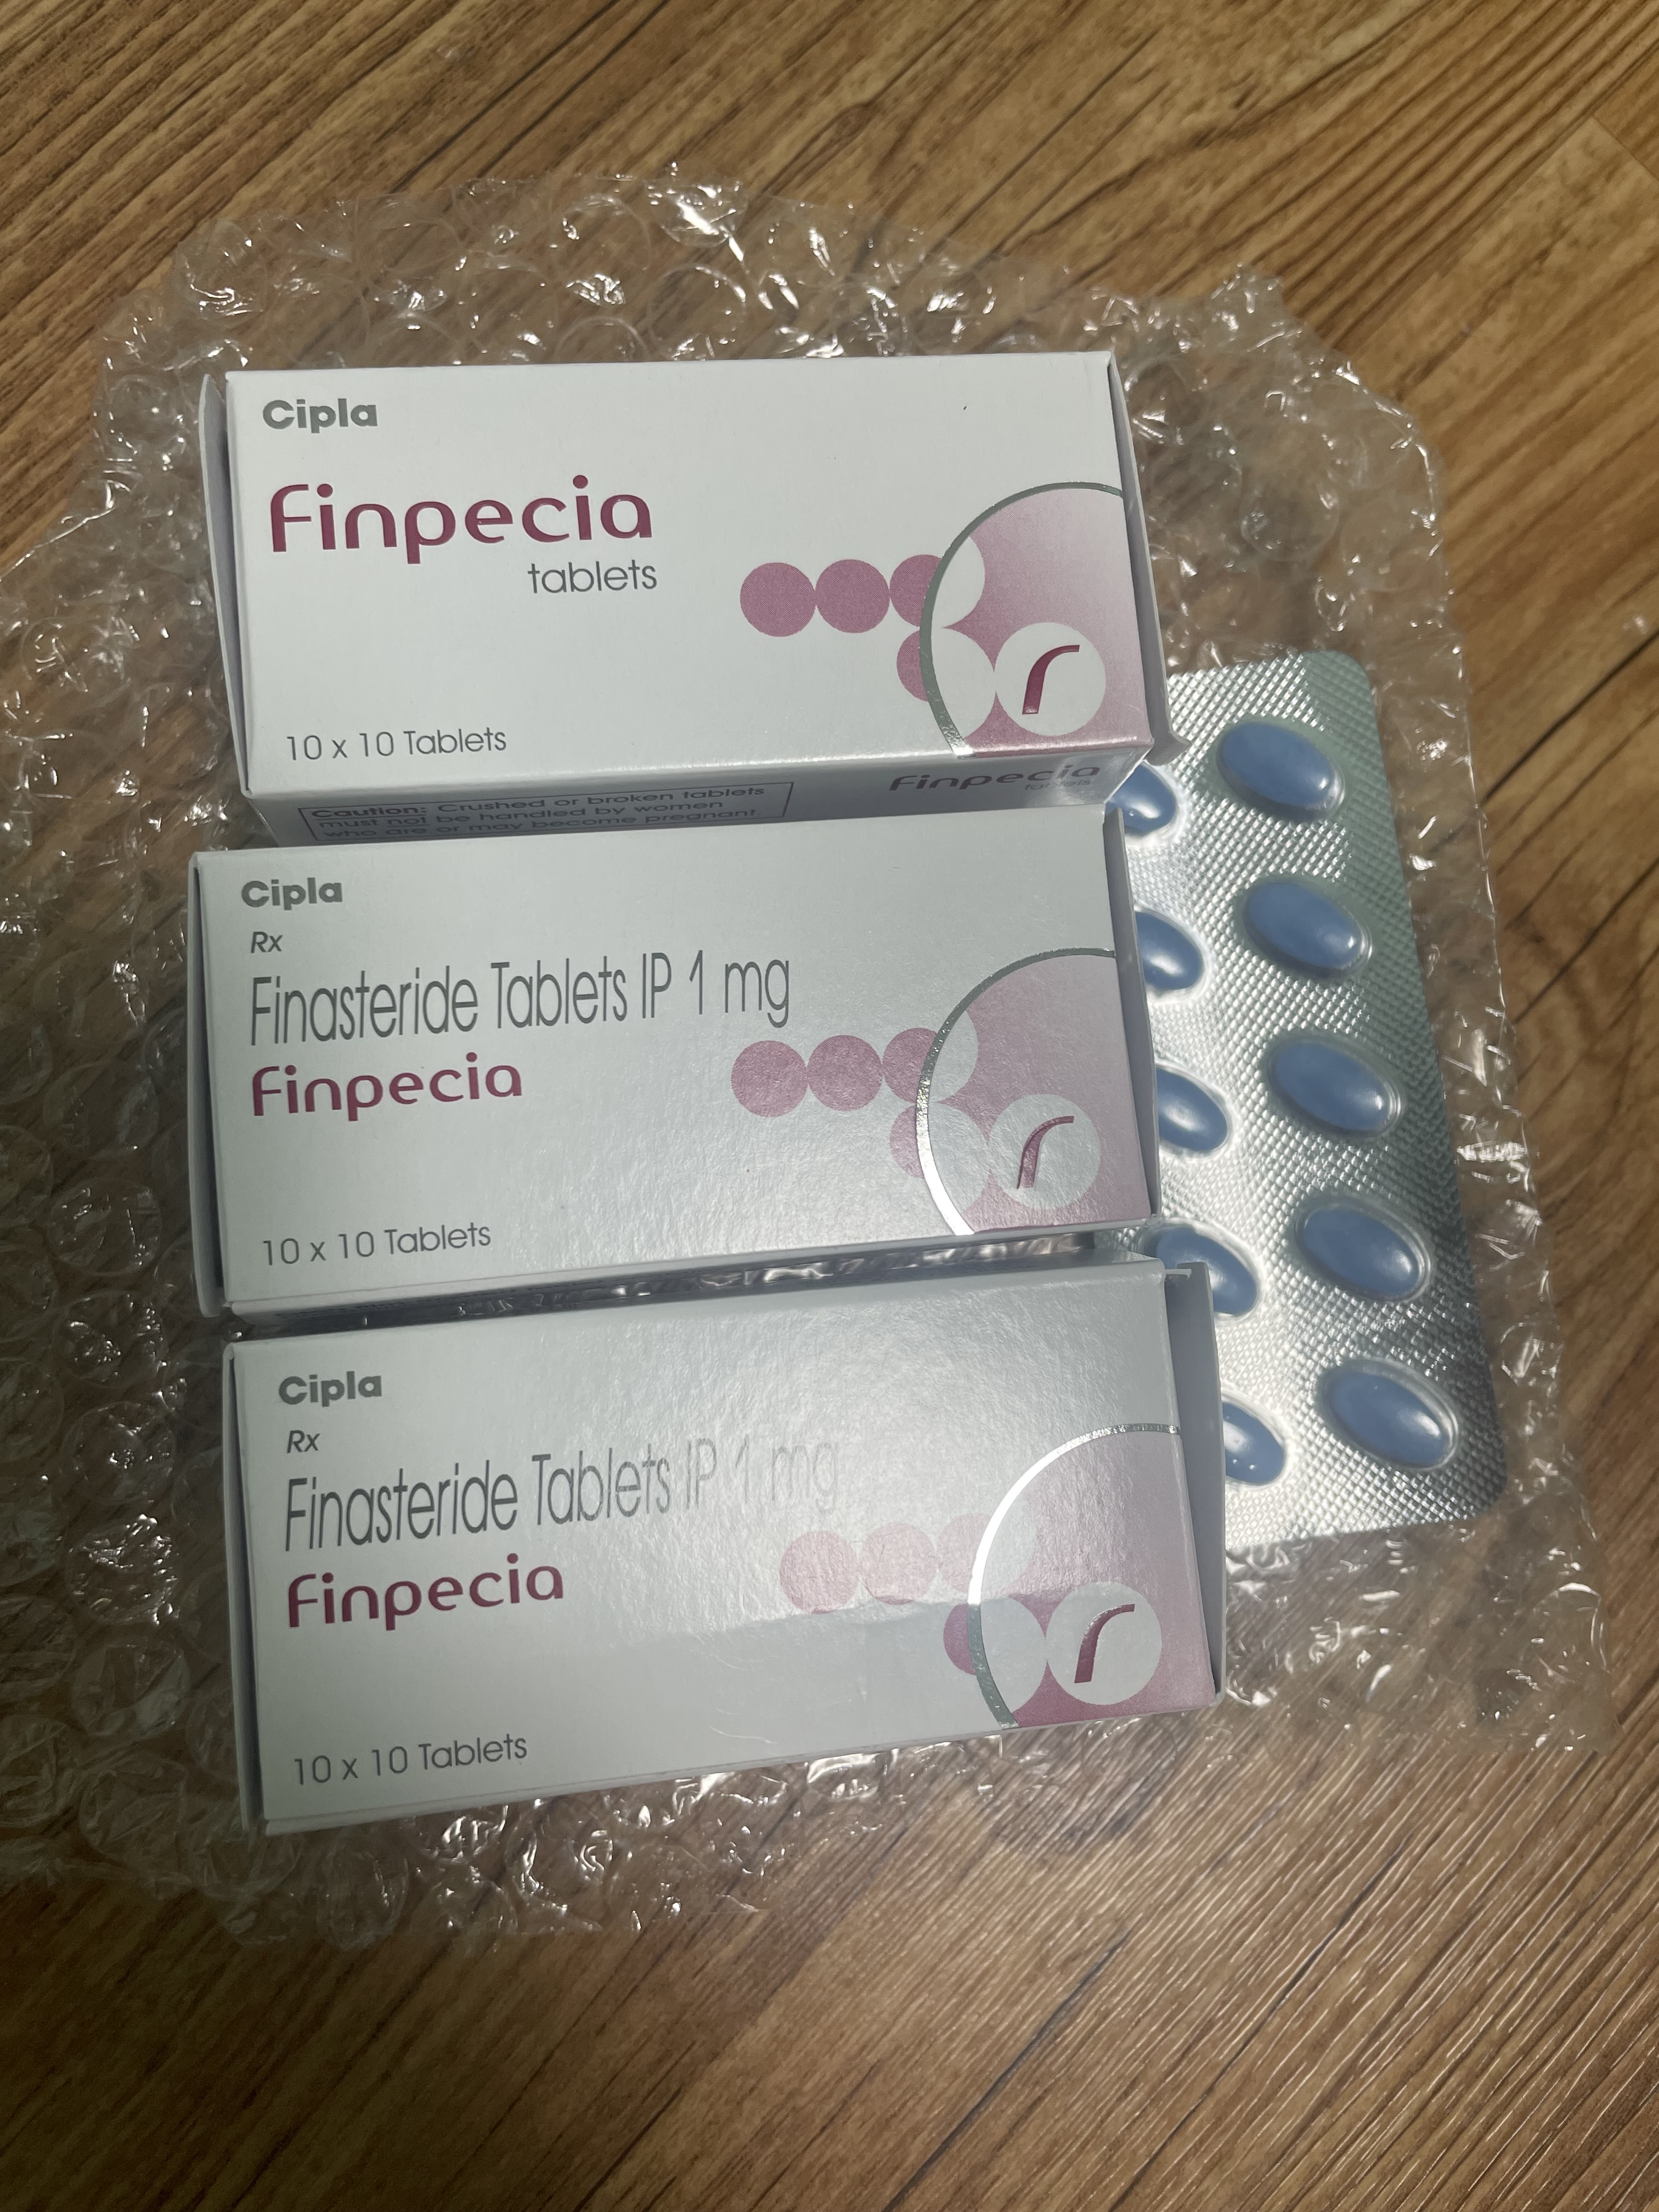 Cipla
Finpecia
tablets
10 x 10 Tablets
Caution: Crushed or broken tablets
must not be handled by women
who are or may become pregnant
Finpecia
tablets
Cipla
Rx
Finasteride Tablets IP 1 mg
Finpecia
10 x 10 Tablets
Cipla
Rx
Finasteride Tablets IP 1 mg
Finpecia
10 x 10 Tablets